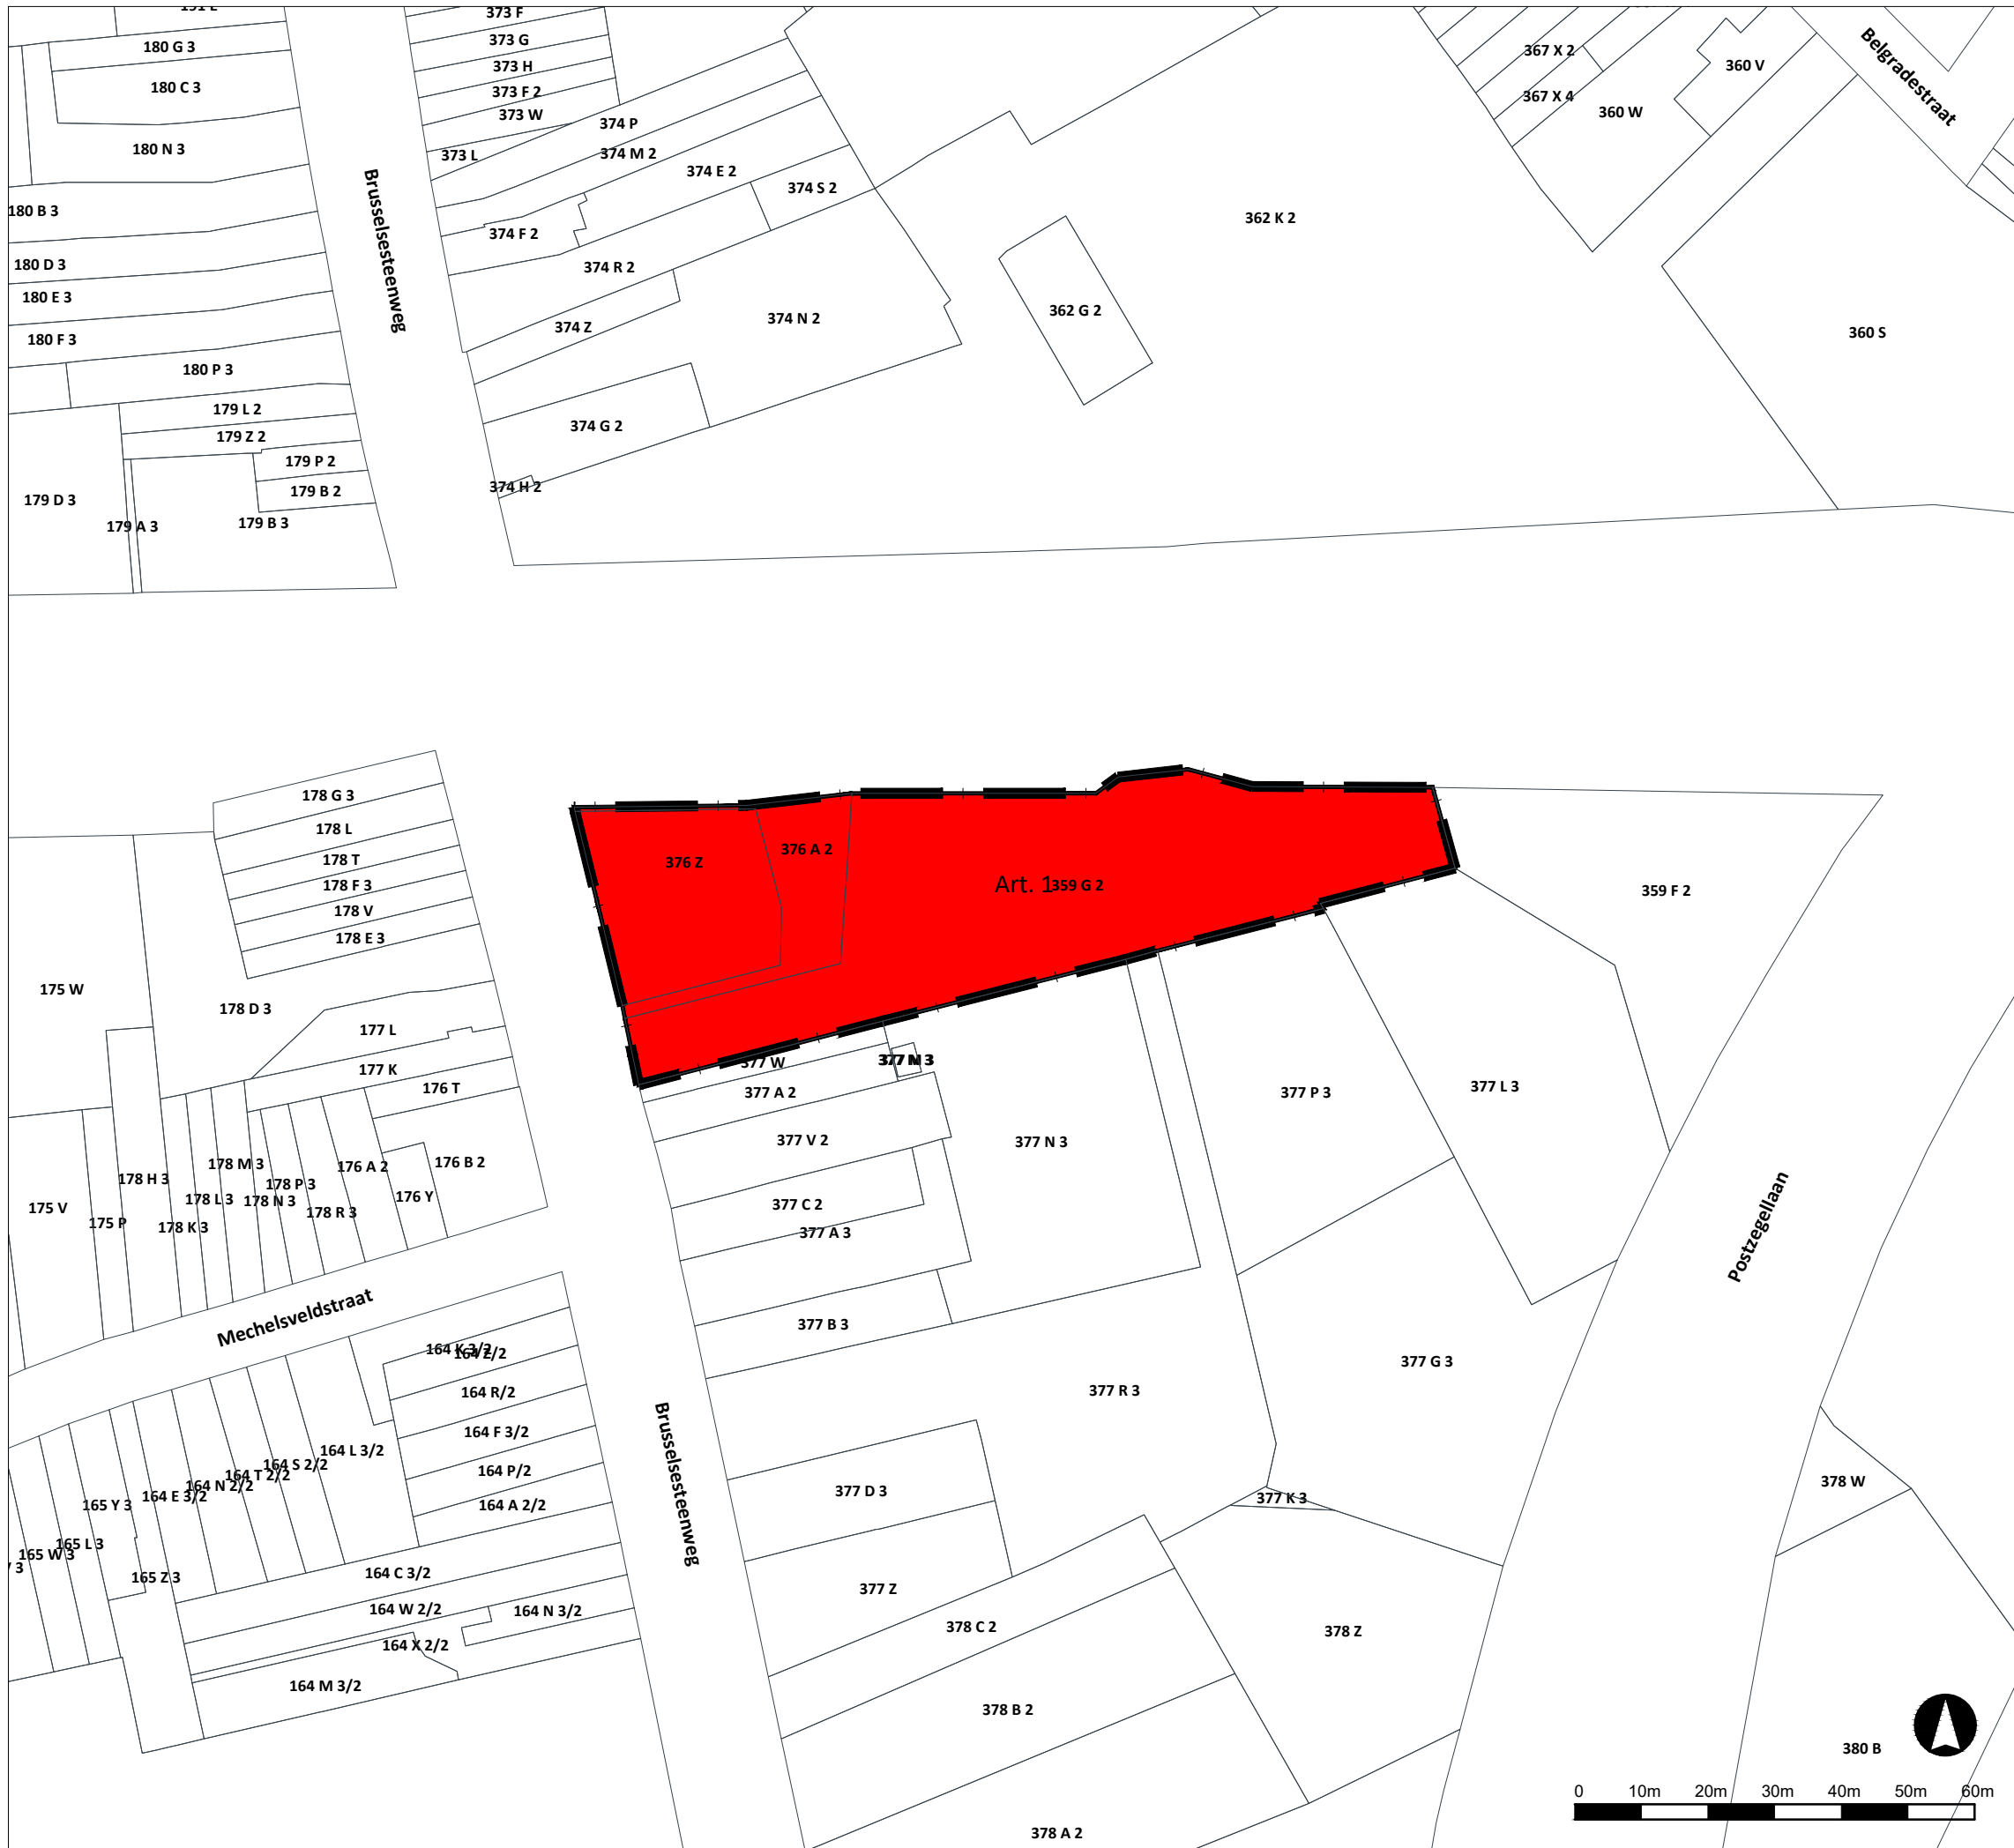 373 F
180 G 3
373 G
373 H
180 C 3
373 F 2
373 W
374 P
180 N 3
373 L
374 M 2
374 E 2
374 S 2
367 X 2
367 X 4
360 V
360 W
Belgradestraat
180 B 3
Brusselsesteenweg
374 F 2
362 K 2
180 D 3
374 R 2
180 E 3
362 G 2
374 N 2
374 Z
180 F 3
360 S
180 P 3
179 L 2
374 G 2
179 Z 2
179 P 2
179 B 2
374 H 2
179 D 3
179 A 3
179 B 3
178 G 3
178 L
178 T
376 A 2
376 Z
178 F 3
Art. 1
359 G 2
359 F 2
178 V
178 E 3
175 W
178 D 3
177 L
177 K
377 W
176 T
377 A 2
377 P 3
377 L 3
377 V 2
377 N 3
178 M 3
176 A 2
176 B 2
178 H 3
178 P 3
178 L 3
178 N 3
176 Y
175 V
178 R 3
377 C 2
175 P
178 K 3
377 A 3
Postzegellaan
Mechelsveldstraat
377 B 3
164 K 3/2
164 Z/2
377 G 3
164 R/2
377 R 3
164 F 3/2
164 L 3/2
164 S 2/2
164 P/2
164 T 2/2
164 N 2/2
164 E 3/2
165 Y 3
164 A 2/2
Brusselsesteenweg
377 D 3
377 K 3
378 W
165 L 3
165 W 3
165 Z 3
164 C 3/2
377 Z
164 W 2/2
164 N 3/2
378 C 2
378 Z
164 X 2/2
164 M 3/2
378 B 2
380 B
0 10m 20m 30m 40m 50m 60m
378 A 2